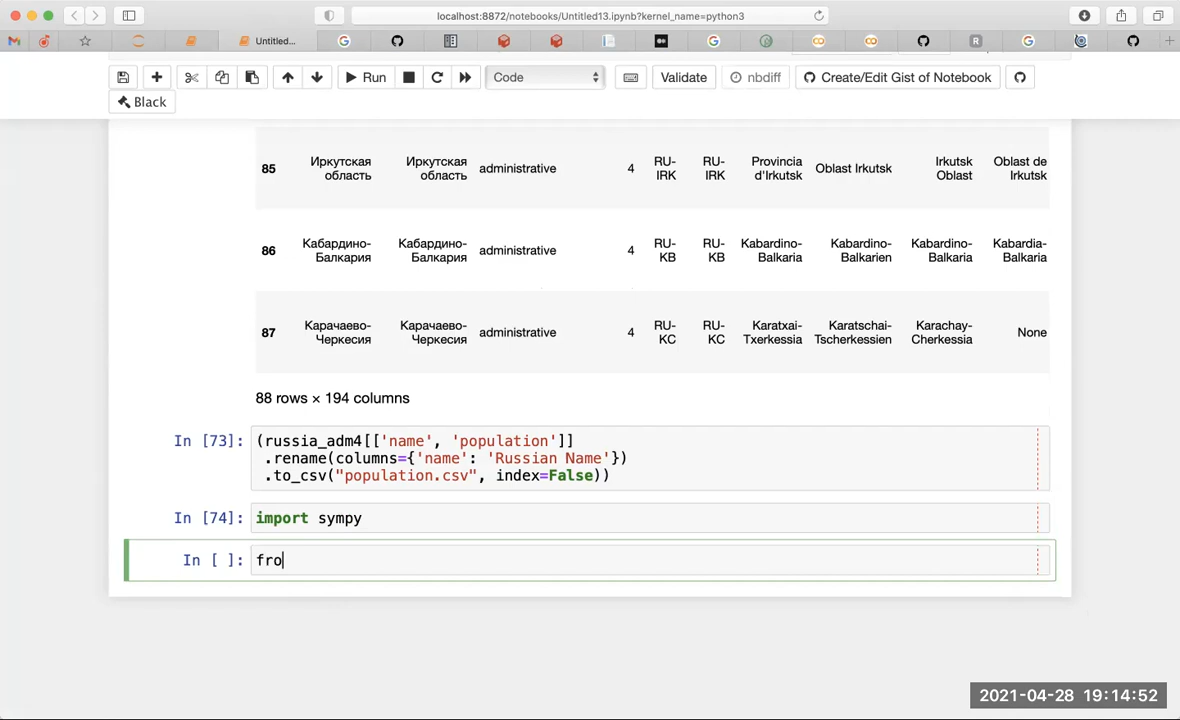 localhost:8872/notebooks/Untitled13.ipynb?kernel_name=python3
Untitled...
Run
Code
Validate
nbdiff
Create/Edit Gist of Notebook
Black
85 Иркутская область Иркутская область administrative 4 RU-IRK RU-IRK Provincia d'Irkutsk Oblast Irkutsk Irkutsk Oblast Oblast de Irkutsk
86 Кабардино-Балкария Кабардино-Балкария administrative 4 RU-KB RU-KB Kabardino-Balkaria Kabardino-Balkarien Kabardino-Balkaria Kabardia-Balkaria
87 Карачаево-Черкесия Карачаево-Черкесия administrative 4 RU-KC RU-KC Karatxai-Txerkessia Karatschai-Tscherkessien Karachay-Cherkessia None
88 rows × 194 columns
In [73]: (russia_adm4[['name', 'population']]
.rename(columns={'name': 'Russian Name'})
.to_csv("population.csv", index=False))
In [74]: import sympy
In [ ]: fro
2021-04-28 19:14:52